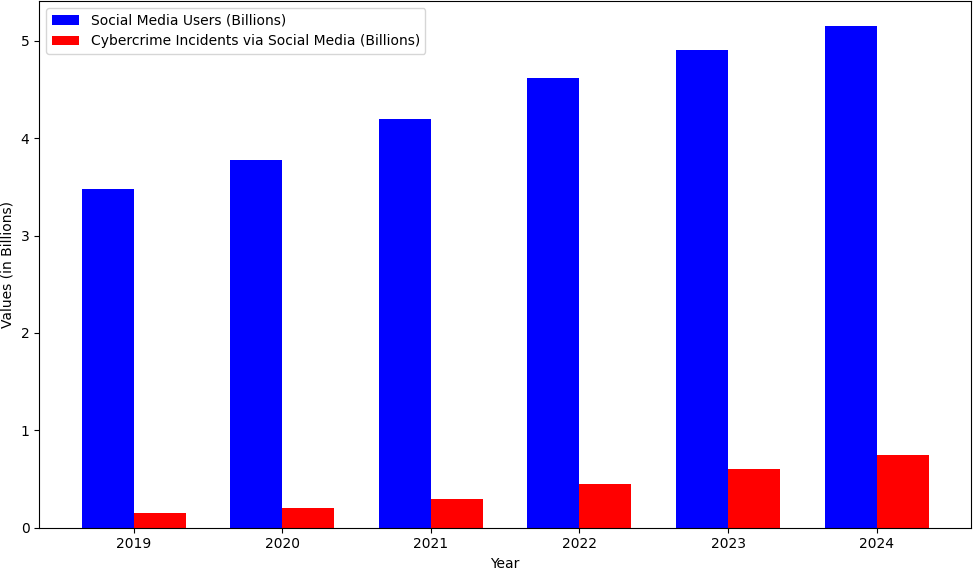 Social Media Users (Billions)
Cybercrime Incidents via Social Media (Billions)
Values (in Billions)
5
4
3
2
1
0
2019 2020 2021 2022 2023 2024
Year